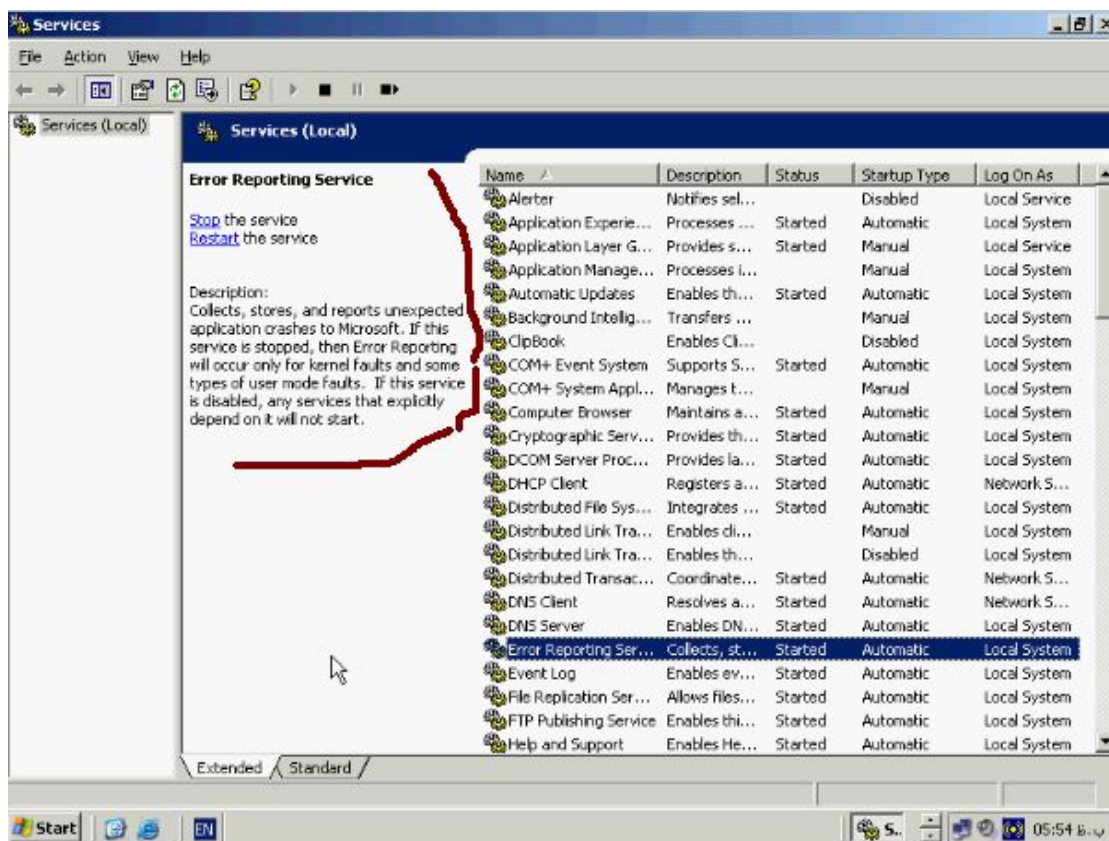 Services
File Action View Help
Services (Local)
Services (Local)
Error Reporting Service
Stop the service
Restart the service
Description:
Collects, stores, and reports unexpected
application crashes to Microsoft. If this
service is stopped, then Error Reporting
will occur only for kernel faults and some
types of user mode faults. If this service
is disabled, any services that explicitly
depend on it will not start.
Name Description Status Startup Type Log On As
Alerter Notifies sel... Disabled Local Service
Application Experie... Processes ... Started Automatic Local System
Application Layer G... Provides s... Started Manual Local Service
Application Manage... Processes i... Manual Local System
Automatic Updates Enables th... Started Automatic Local System
Background Intellig... Transfers ... Manual Local System
ClipBook Enables Cli... Disabled Local System
COM+ Event System Supports S... Started Automatic Local System
COM+ System Appl... Manages t... Manual Local System
Computer Browser Maintains a... Started Automatic Local System
Cryptographic Serv... Provides th... Started Automatic Local System
DCOM Server Proc... Provides la... Started Automatic Local System
DHCP Client Registers a... Started Automatic Network S...
Distributed File Sys... Integrates ... Started Automatic Local System
Distributed Link Tra... Enables cli... Manual Local System
Distributed Link Tra... Enables th... Disabled Local System
Distributed Transac... Coordinate... Started Automatic Network S...
DNS Client Resolves a... Started Automatic Network S...
DNS Server Enables DN... Started Automatic Local System
Error Reporting Ser... Collects, st... Started Automatic Local System
Event Log Enables ev... Started Automatic Local System
File Replication Ser... Allows files... Started Automatic Local System
FTP Publishing Service Enables thi... Started Automatic Local System
Help and Support Enables He... Started Automatic Local System
Extended Standard
Start EN S.. 05:54 ب.ظ